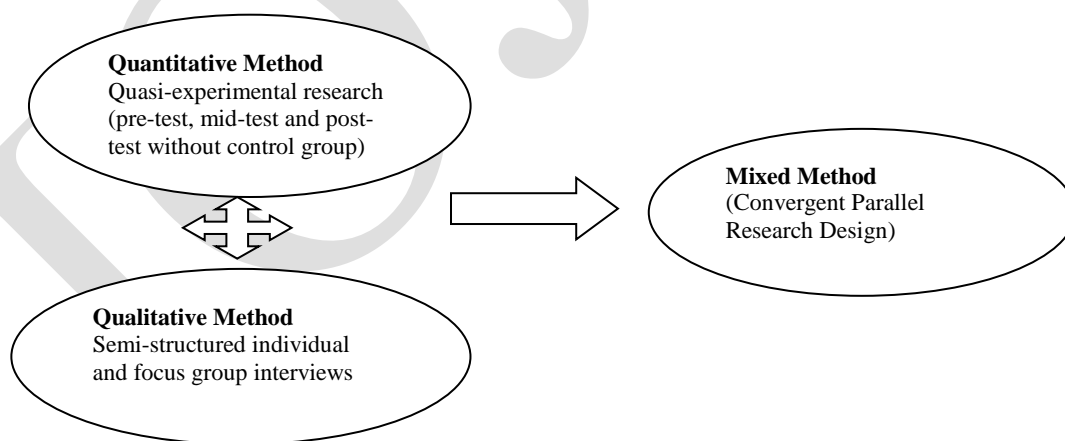 Quantitative Method
Quasi-experimental research
(pre-test, mid-test and post-
test without control group)
Mixed Method
(Convergent Parallel
Research Design)
Qualitative Method
Semi-structured individual
and focus group interviews